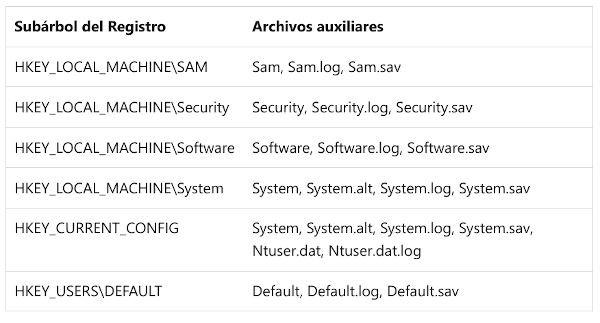 Subárbol del Registro Archivos auxiliares
HKEY_LOCAL_MACHINE\SAM Sam, Sam.log, Sam.sav
HKEY_LOCAL_MACHINE\Security Security, Security.log, Security.sav
HKEY_LOCAL_MACHINE\Software Software, Software.log, Software.sav
HKEY_LOCAL_MACHINE\System System, System.alt, System.log, System.sav
HKEY_CURRENT_CONFIG System, System.alt, System.log, System.sav,
Ntuser.dat, Ntuser.dat.log
HKEY_USERS\DEFAULT Default, Default.log, Default.sav